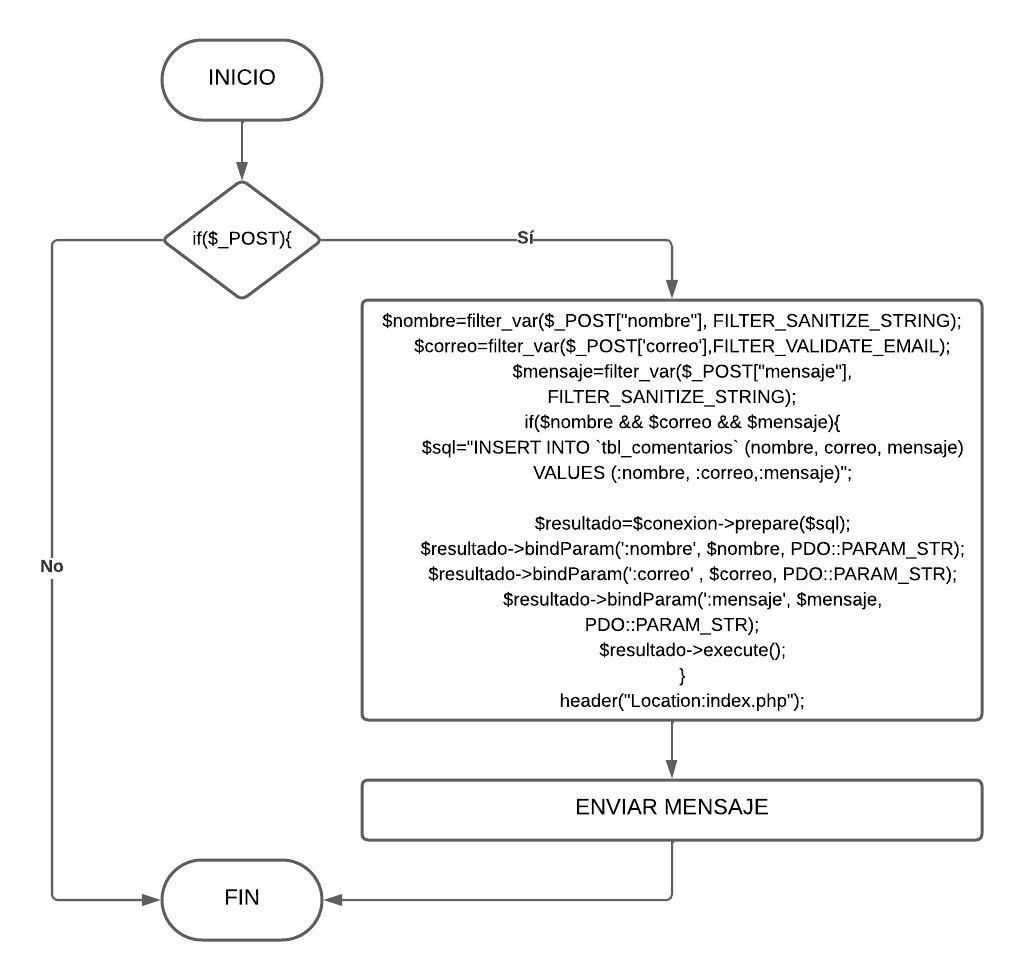 INICIO
if($_POST){
Sí
$nombre=filter_var($_POST["nombre"], FILTER_SANITIZE_STRING);
$correo=filter_var($_POST['correo'],FILTER_VALIDATE_EMAIL);
$mensaje=filter_var($_POST["mensaje"],
FILTER_SANITIZE_STRING);
if($nombre && $correo && $mensaje){
$sql="INSERT INTO `tbl_comentarios` (nombre, correo, mensaje)
VALUES (:nombre, :correo,:mensaje)";
$resultado=$conexion->prepare($sql);
$resultado->bindParam(':nombre', $nombre, PDO::PARAM_STR);
$resultado->bindParam(':correo' , $correo, PDO::PARAM_STR);
$resultado->bindParam(':mensaje', $mensaje,
PDO::PARAM_STR);
$resultado->execute();
}
header("Location:index.php");
No
ENVIAR MENSAJE
FIN